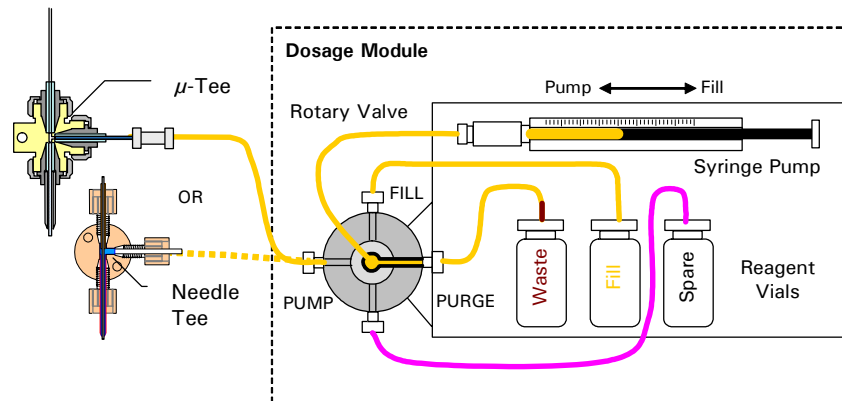 Dosage Module
μ-Tee
Pump
Fill
Rotary Valve
Syringe Pump
OR
FILL
Needle
Tee
PUMP
PURGE
Waste
Fill
Spare
Reagent
Vials